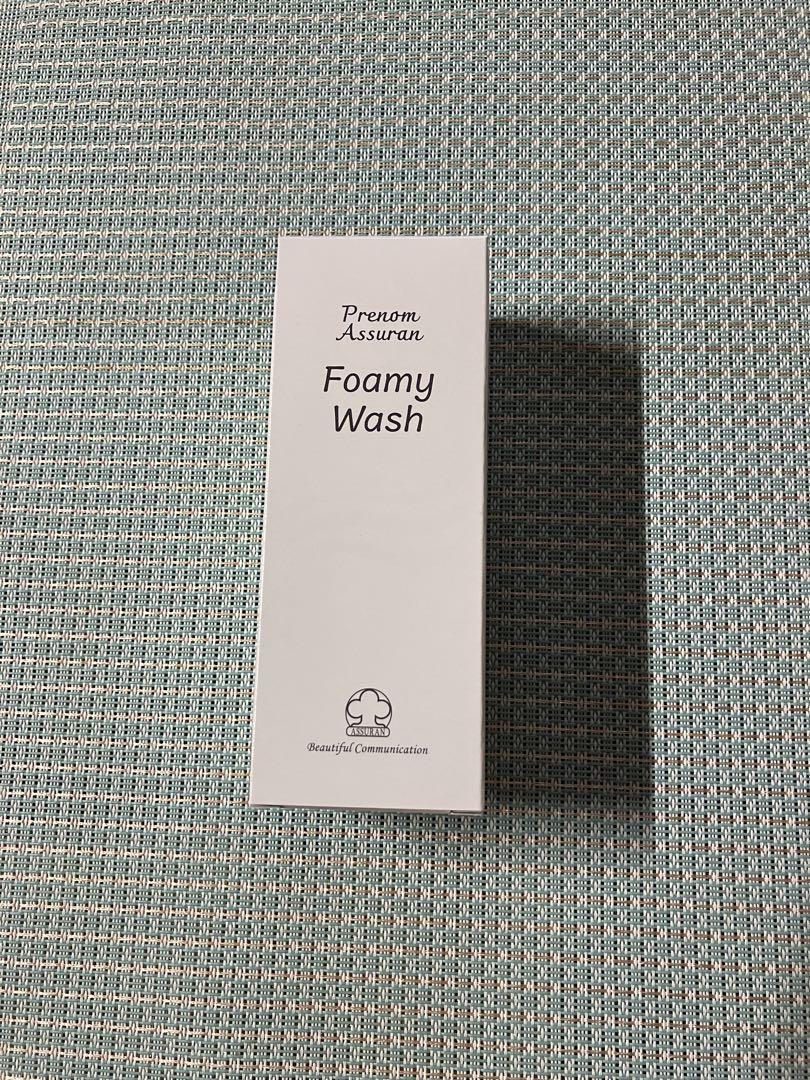 Prenom
Assuran
Foamy
Wash
ASSURAN
Beautiful Communication